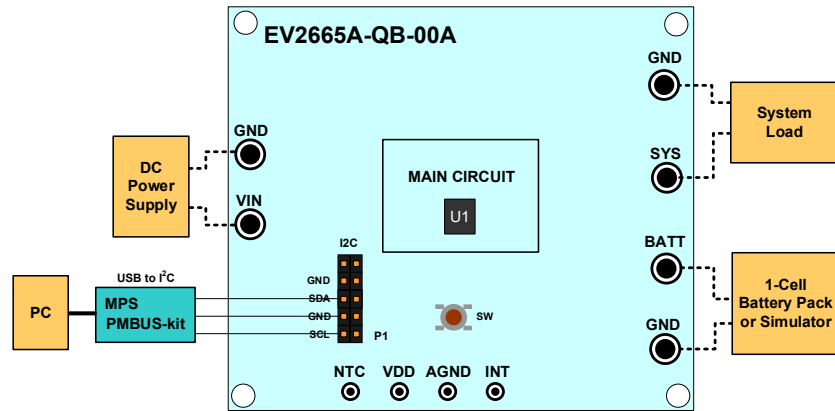 EV2665A-QB-00A
GND
System
Load
SYS
GND
DC
Power
Supply
VIN
MAIN CIRCUIT
U1
I2C
BATT
GND
1-Cell
Battery Pack
or Simulator
USB to I²C
PC
MPS
PMBUS-kit
GND
SDA
GND
SCL
P1
SW
NTC
VDD
AGND
INT